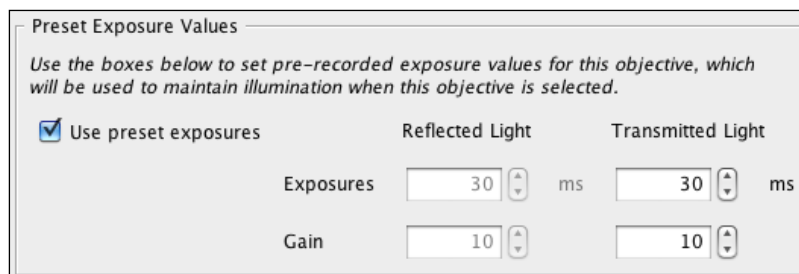 Preset Exposure Values
Use the boxes below to set pre-recorded exposure values for this objective, which
will be used to maintain illumination when this objective is selected.
Use preset exposures Reflected Light Transmitted Light
Exposures 30 ms 30 ms
Gain 10 10